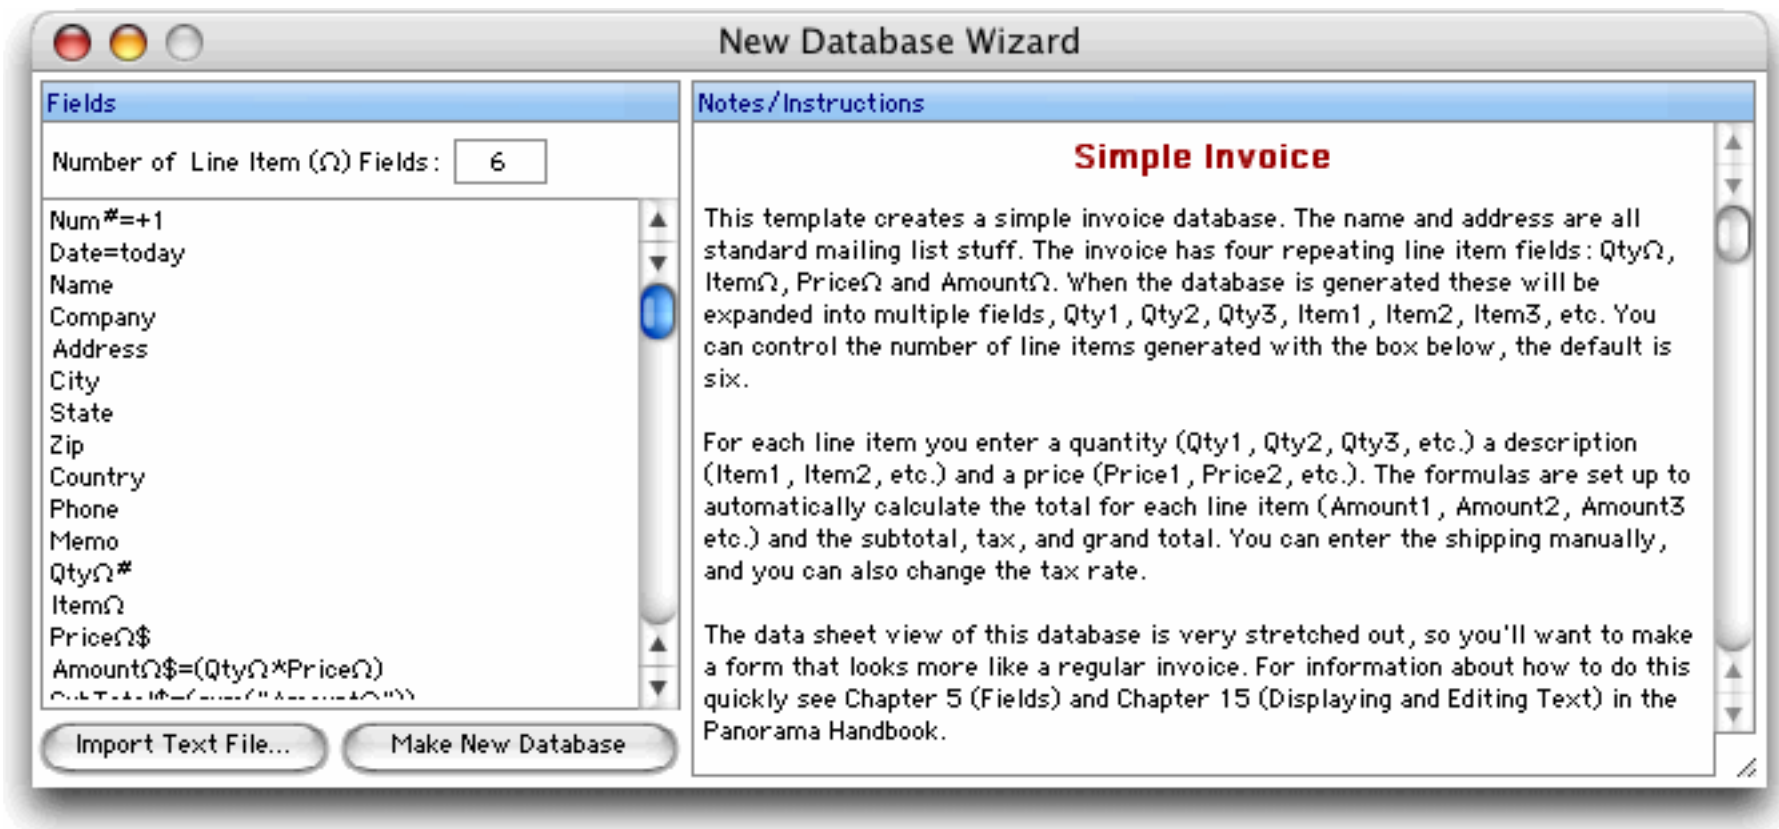 New Database Wizard
Fields
Number of Line Item (Ω) Fields: 6
Num#=+1
Date=today
Name
Company
Address
City
State
Zip
Country
Phone
Memo
QtyΩ#
ItemΩ
PriceΩ$
AmountΩ$=(QtyΩ*PriceΩ)
SubTotal$=(sum("AmountΩ"))
Import Text File...
Make New Database
Notes/Instructions
Simple Invoice
This template creates a simple invoice database. The name and address are all
standard mailing list stuff. The invoice has four repeating line item fields: QtyΩ,
ItemΩ, PriceΩ and AmountΩ. When the database is generated these will be
expanded into multiple fields, Qty1, Qty2, Qty3, Item1, Item2, Item3, etc. You
can control the number of line items generated with the box below, the default is
six.
For each line item you enter a quantity (Qty1, Qty2, Qty3, etc.) a description
(Item1, Item2, etc.) and a price (Price1, Price2, etc.). The formulas are set up to
automatically calculate the total for each line item (Amount1, Amount2, Amount3
etc.) and the subtotal, tax, and grand total. You can enter the shipping manually,
and you can also change the tax rate.
The data sheet view of this database is very stretched out, so you'll want to make
a form that looks more like a regular invoice. For information about how to do this
quickly see Chapter 5 (Fields) and Chapter 15 (Displaying and Editing Text) in the
Panorama Handbook.